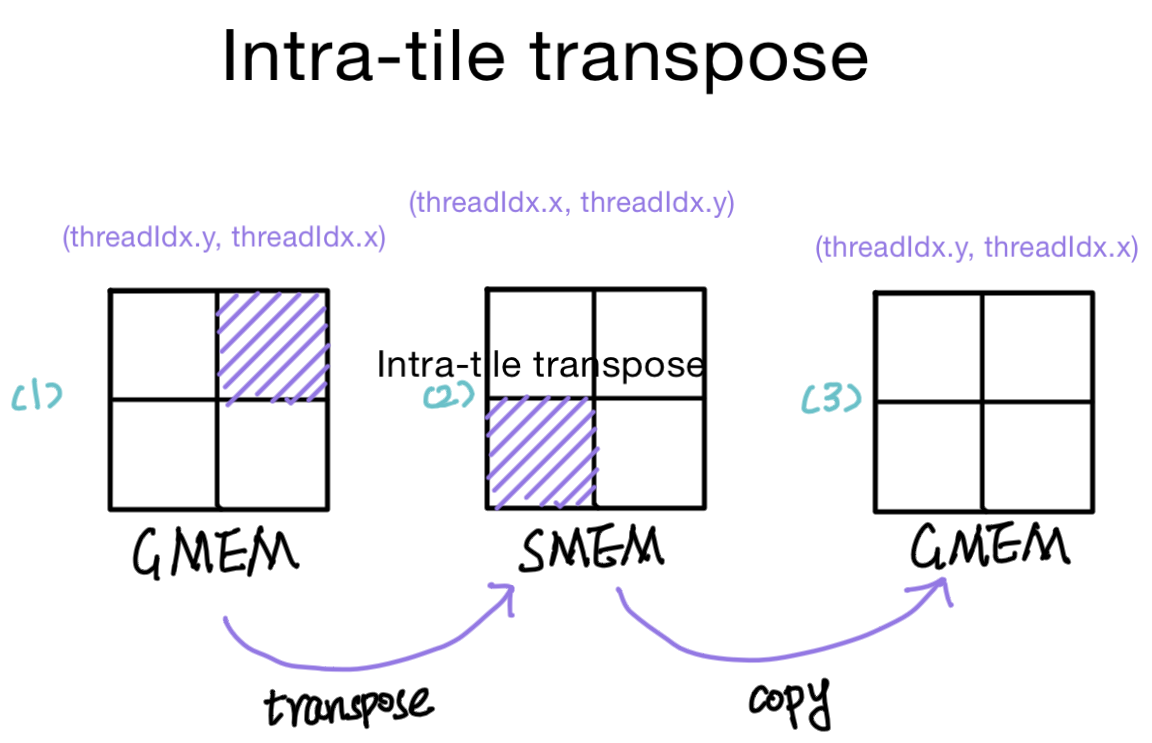 Intra-tile transpose
(threadIdx.x, threadIdx.y)
(threadIdx.y, threadIdx.x)
(threadIdx.y, threadIdx.x)
Intra-tile transpose
(1)
(2)
(3)
GMEM
SMEM
GMEM
transpose
copy